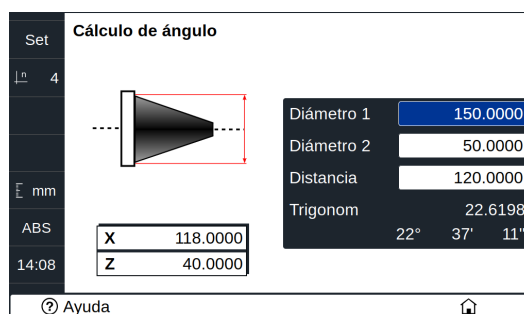 Set
Cálculo de ángulo
n 4
Diámetro 1 150.0000
Diámetro 2 50.0000
Distancia 120.0000
mm
Trigonom 22.6198
22° 37' 11"
ABS
X 118.0000
Z 40.0000
14:08
Ayuda